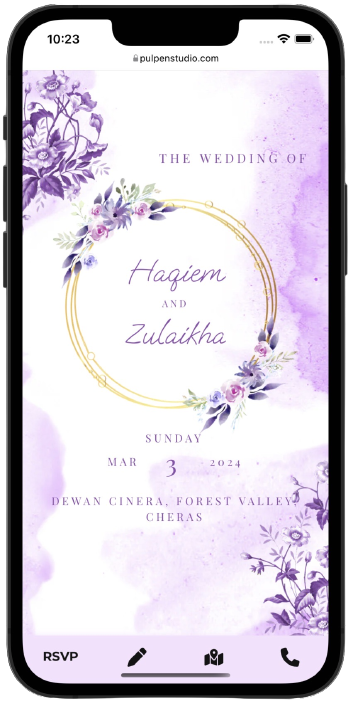 10:23
pulpenstudio.com
THE WEDDING OF
Haqiem
AND
Zulaikha
SUNDAY
MAR 3 2024
DEWAN CINERA, FOREST VALLEY,
CHERAS
RSVP